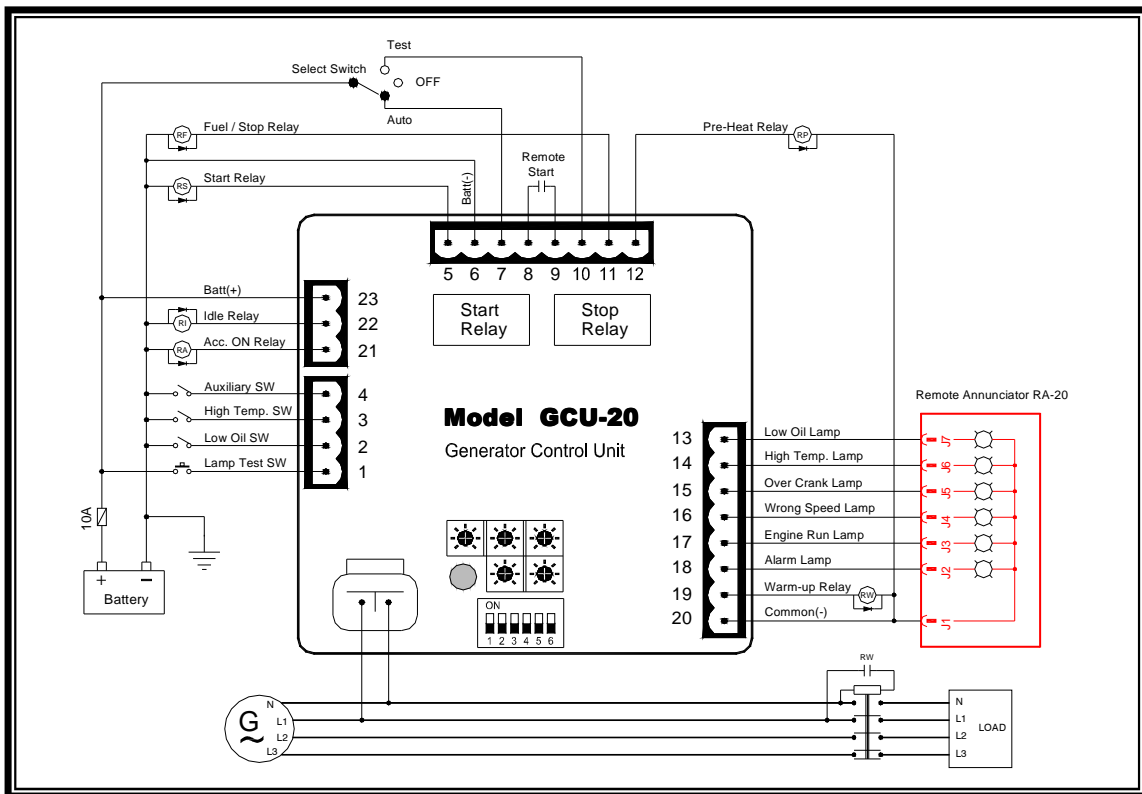 Test
Select Switch
OFF
Auto
RF
Fuel / Stop Relay
Pre-Heat Relay
RP
Remote
Start
RS
Start Relay
Batt(-)
5 6 7 8 9 10 11 12
Start
Relay
Stop
Relay
Batt(+)
23
RI
Idle Relay
22
RA
Acc. ON Relay
21
Auxiliary SW
4
High Temp. SW
3
Low Oil SW
2
Lamp Test SW
1
Model GCU-20
Generator Control Unit
Remote Annunciator RA-20
13
Low Oil Lamp
J7
14
High Temp. Lamp
J6
15
Over Crank Lamp
J5
16
Wrong Speed Lamp
J4
17
Engine Run Lamp
J3
18
Alarm Lamp
J2
19
Warm-up Relay
RW
20
Common(-)
J1
10A
+
−
Battery
ON
1 2 3 4 5 6
RW
G
~
N
L1
L2
L3
N
L1
L2
L3
LOAD